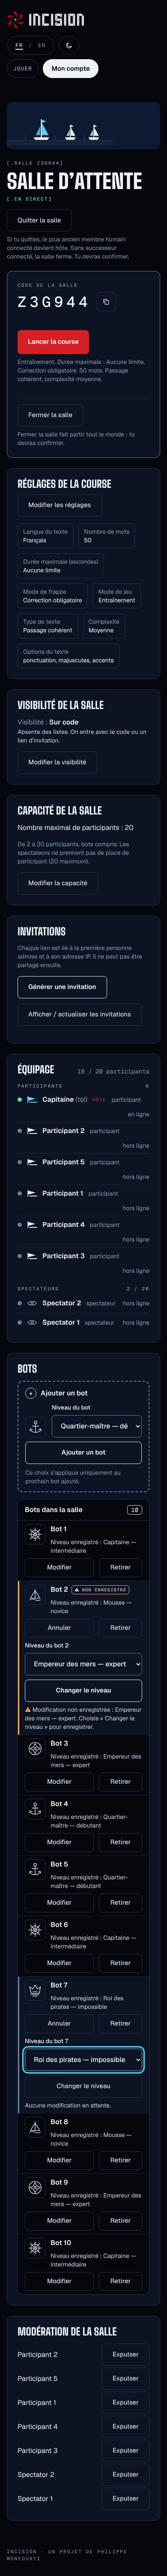 INCISION
FR / EN
JOUER
Mon compte
[.SALLE Z3G944]
SALLE D'ATTENTE
[.EN DIRECT]
Quitter la salle
Si tu quittes, le plus ancien membre humain
connecté devient hôte. Sans successeur
connecté, la salle ferme. Tu devras confirmer.
CODE DE LA SALLE
Z3G944
Lancer la course
Entraînement. Durée maximale : Aucune limite.
Correction obligatoire. 50 mots. Passage
cohérent, complexité moyenne.
Fermer la salle
Fermer la salle fait partir tout le monde : tu
devras confirmer.
RÉGLAGES DE LA COURSE
Modifier les réglages
Langue du texte
Français
Nombre de mots
50
Durée maximale (secondes)
Aucune limite
Mode de frappe
Correction obligatoire
Mode de jeu
Entraînement
Type de texte
Passage cohérent
Complexité
Moyenne
Options du texte
ponctuation, majuscules, accents
VISIBILITÉ DE LA SALLE
Visibilité : Sur code
Absente des listes. On entre avec le code ou un
lien d'invitation.
Modifier la visibilité
CAPACITÉ DE LA SALLE
Nombre maximal de participants : 20
De 2 à 30 participants, bots compris. Les
spectateurs ne prennent pas de place de
participant (20 maximum).
Modifier la capacité
INVITATIONS
Chaque lien est lié à la première personne
admise et à son adresse IP. Il ne peut pas être
partagé ensuite.
Générer une invitation
Afficher / actualiser les invitations
ÉQUIPAGE
16 / 20 participants
PARTICIPANTS 6
Capitaine (toi) HÔTE participant
en ligne
Participant 2 participant
hors ligne
Participant 5 participant
hors ligne
Participant 1 participant
hors ligne
Participant 4 participant
hors ligne
Participant 3 participant
hors ligne
SPECTATEURS 2 / 20
Spectator 2 spectateur hors ligne
Spectator 1 spectateur hors ligne
BOTS
+ Ajouter un bot
Niveau du bot
Quartier-maître — dé
Ajouter un bot
Ce choix s'applique uniquement au
prochain bot ajouté.
Bots dans la salle 10
Bot 1
Niveau enregistré : Capitaine —
intermédiaire
Modifier Retirer
Bot 2 NON ENREGISTRÉ
Niveau enregistré : Mousse —
novice
Annuler Retirer
Niveau du bot 2
Empereur des mers — expert
Changer le niveau
Modification non enregistrée : Empereur
des mers — expert. Choisis « Changer le
niveau » pour enregistrer.
Bot 3
Niveau enregistré : Empereur des
mers — expert
Modifier Retirer
Bot 4
Niveau enregistré : Quartier-
maître — débutant
Modifier Retirer
Bot 5
Niveau enregistré : Quartier-
maître — débutant
Modifier Retirer
Bot 6
Niveau enregistré : Capitaine —
intermédiaire
Modifier Retirer
Bot 7
Niveau enregistré : Roi des
pirates — impossible
Annuler Retirer
Niveau du bot 7
Roi des pirates — impossible
Changer le niveau
Aucune modification en attente.
Bot 8
Niveau enregistré : Mousse —
novice
Modifier Retirer
Bot 9
Niveau enregistré : Empereur des
mers — expert
Modifier Retirer
Bot 10
Niveau enregistré : Capitaine —
intermédiaire
Modifier Retirer
MODÉRATION DE LA SALLE
Participant 2 Expulser
Participant 5 Expulser
Participant 1 Expulser
Participant 4 Expulser
Participant 3 Expulser
Spectator 2 Expulser
Spectator 1 Expulser
INCISION · UN PROJET DE PHILIPPE
MONFOUAYI